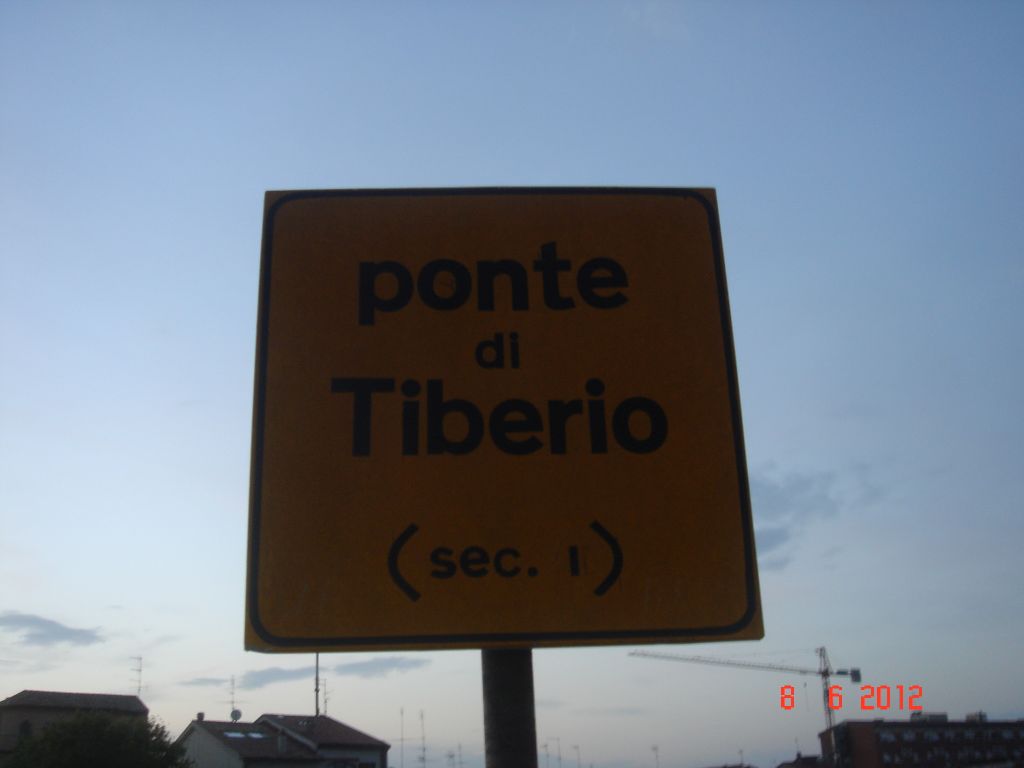 ponte
di
Tiberio
(sec. I)
8 6 2012